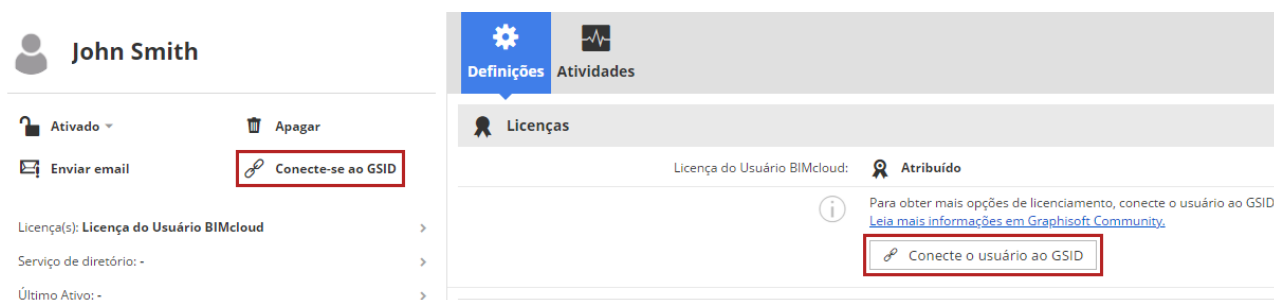 John Smith
Ativado
Apagar
Enviar email
Conecte-se ao GSID
Licença(s): Licença do Usuário BIMcloud
Serviço de diretório: -
Último Ativo: -
Definições
Atividades
Licenças
Licença do Usuário BIMcloud:
Atribuído
Para obter mais opções de licenciamento, conecte o usuário ao GSID
Leia mais informações em Graphisoft Community.
Conecte o usuário ao GSID